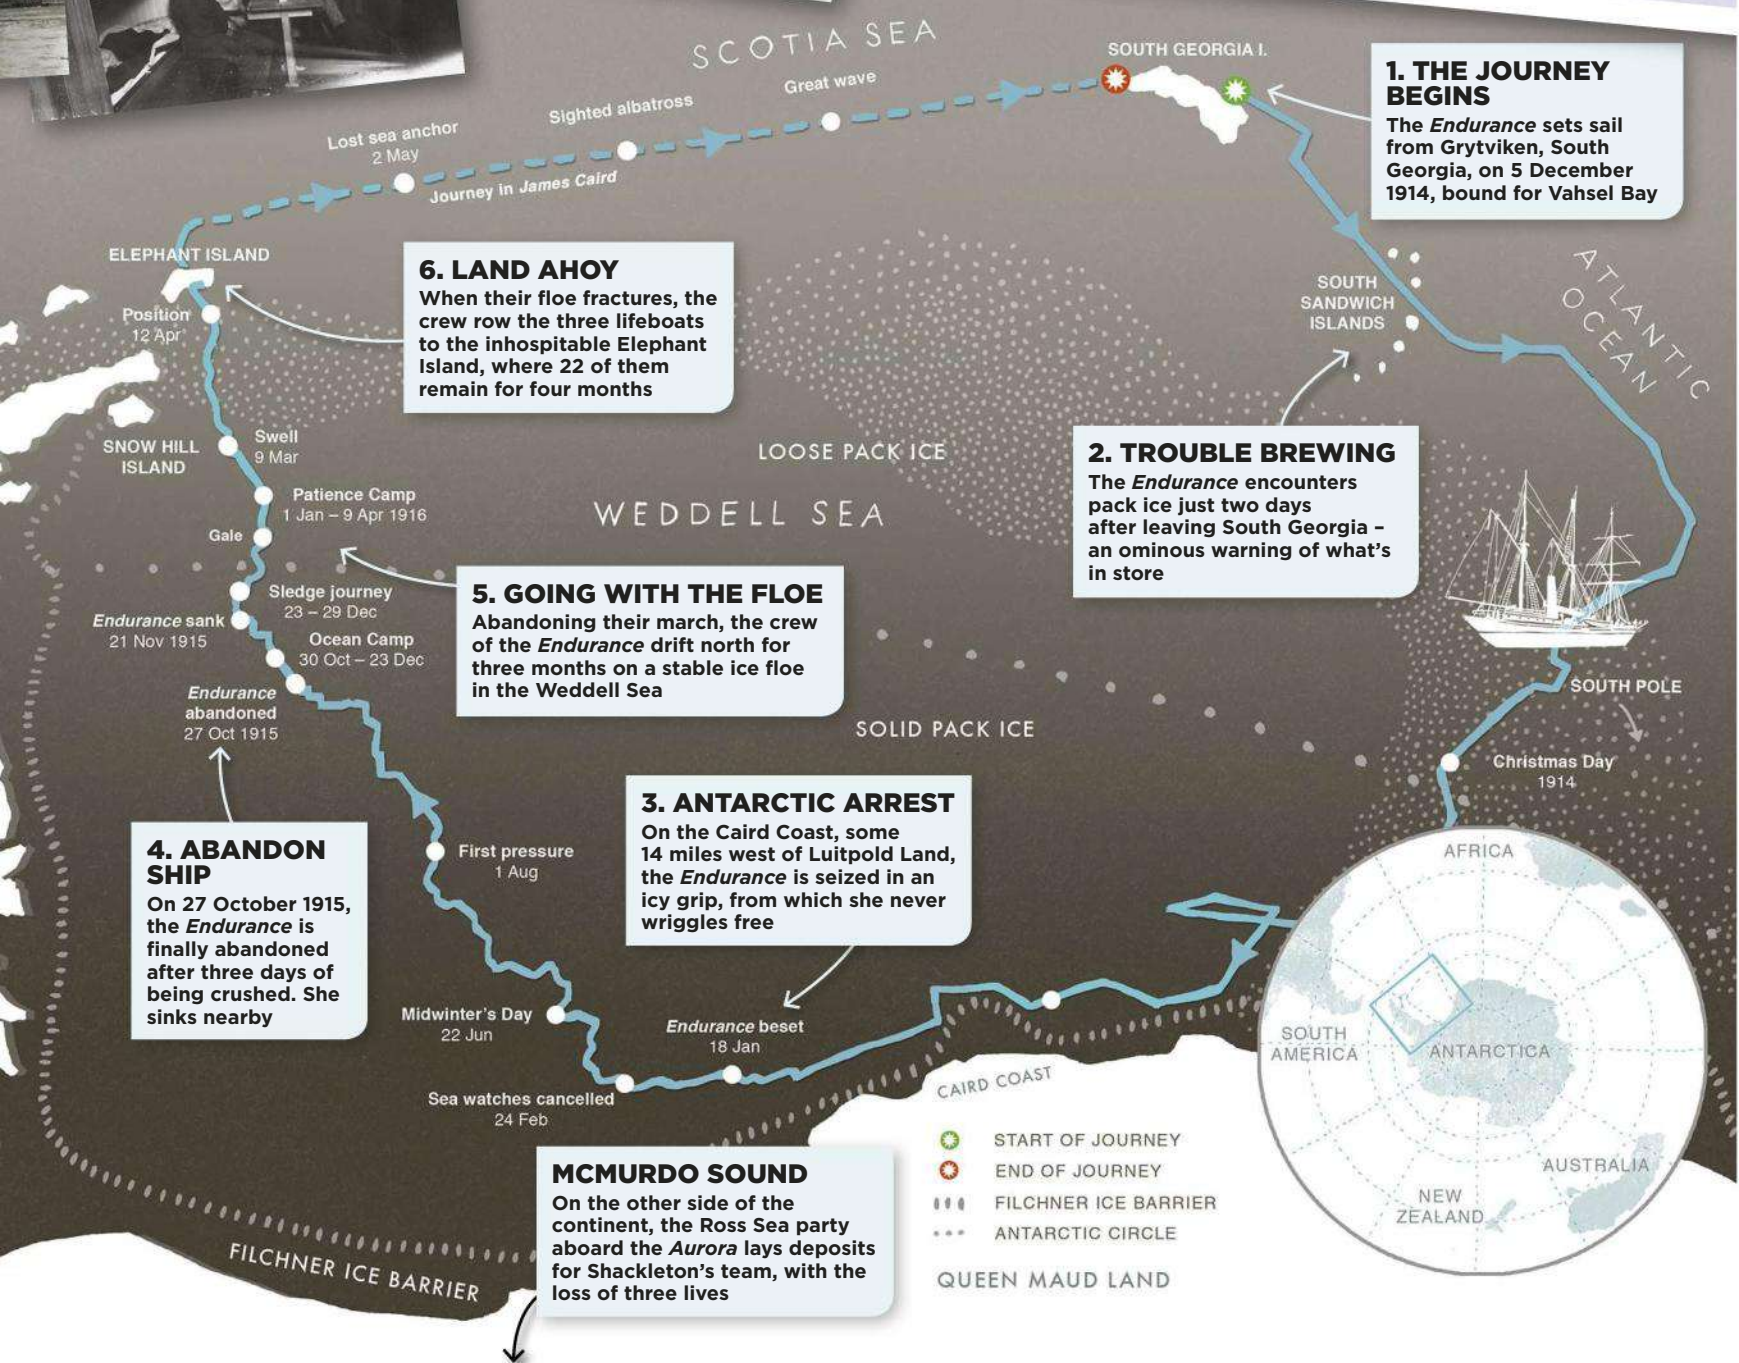 SCOTIA SEA
SOUTH GEORGIA I.
Great wave
Sighted albatross
Lost sea anchor
2 May
Journey in James Caird
1. THE JOURNEY
BEGINS
The Endurance sets sail
from Grytviken, South
Georgia, on 5 December
1914, bound for Vahsel Bay
ATLANTIC
OCEAN
SOUTH
SANDWICH
ISLANDS
ELEPHANT ISLAND
Position
12 Apr
6. LAND AHOY
When their floe fractures, the
crew row the three lifeboats
to the inhospitable Elephant
Island, where 22 of them
remain for four months
SNOW HILL
ISLAND
Swell
9 Mar
LOOSE PACK ICE
2. TROUBLE BREWING
The Endurance encounters
pack ice just two days
after leaving South Georgia –
an ominous warning of what's
in store
Patience Camp
1 Jan – 9 Apr 1916
WEDDELL SEA
Gale
5. GOING WITH THE FLOE
Abandoning their march, the crew
of the Endurance drift north for
three months on a stable ice floe
in the Weddell Sea
Sledge journey
23 – 29 Dec
Endurance sank
21 Nov 1915
Ocean Camp
30 Oct – 23 Dec
Endurance
abandoned
27 Oct 1915
SOUTH POLE
SOLID PACK ICE
Christmas Day
1914
3. ANTARCTIC ARREST
On the Caird Coast, some
14 miles west of Luitpold Land,
the Endurance is seized in an
icy grip, from which she never
wriggles free
4. ABANDON
SHIP
On 27 October 1915,
the Endurance is
finally abandoned
after three days of
being crushed. She
sinks nearby
First pressure
1 Aug
Midwinter's Day
22 Jun
Endurance beset
18 Jan
Sea watches cancelled
24 Feb
CAIRD COAST
AFRICA
SOUTH
AMERICA
ANTARCTICA
AUSTRALIA
NEW
ZEALAND
START OF JOURNEY
END OF JOURNEY
FILCHNER ICE BARRIER
ANTARCTIC CIRCLE
QUEEN MAUD LAND
MCMURDO SOUND
On the other side of the
continent, the Ross Sea party
aboard the Aurora lays deposits
for Shackleton's team, with the
loss of three lives
FILCHNER ICE BARRIER